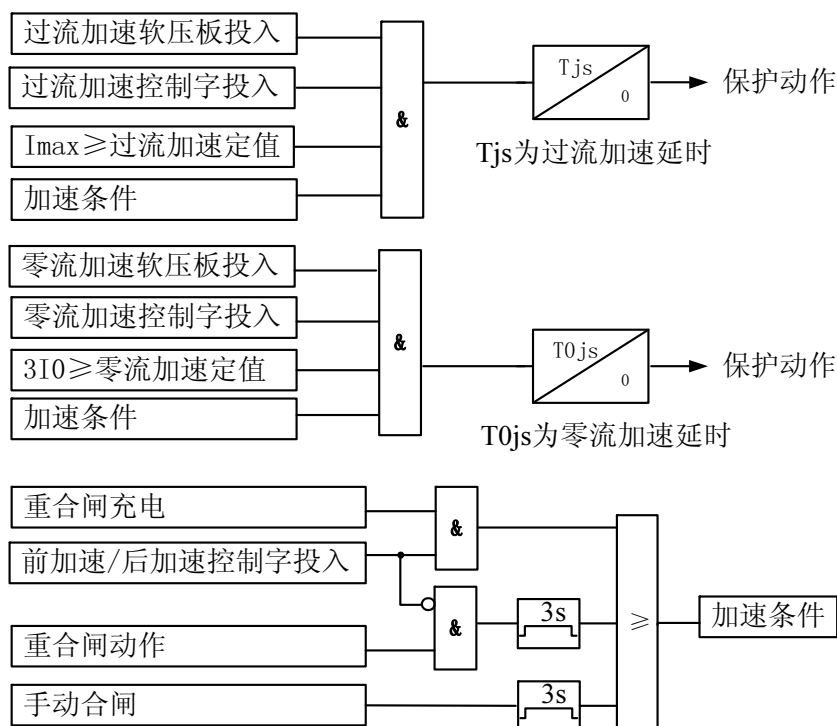 过流加速软压板投入
过流加速控制字投入
Imax≥过流加速定值
加速条件
&
Tjs
0
保护动作
Tjs为过流加速延时
零流加速软压板投入
零流加速控制字投入
3I0≥零流加速定值
加速条件
&
T0js
0
保护动作
T0js为零流加速延时
重合闸充电
前加速/后加速控制字投入
重合闸动作
手动合闸
&
&
3s
3s
≥
加速条件